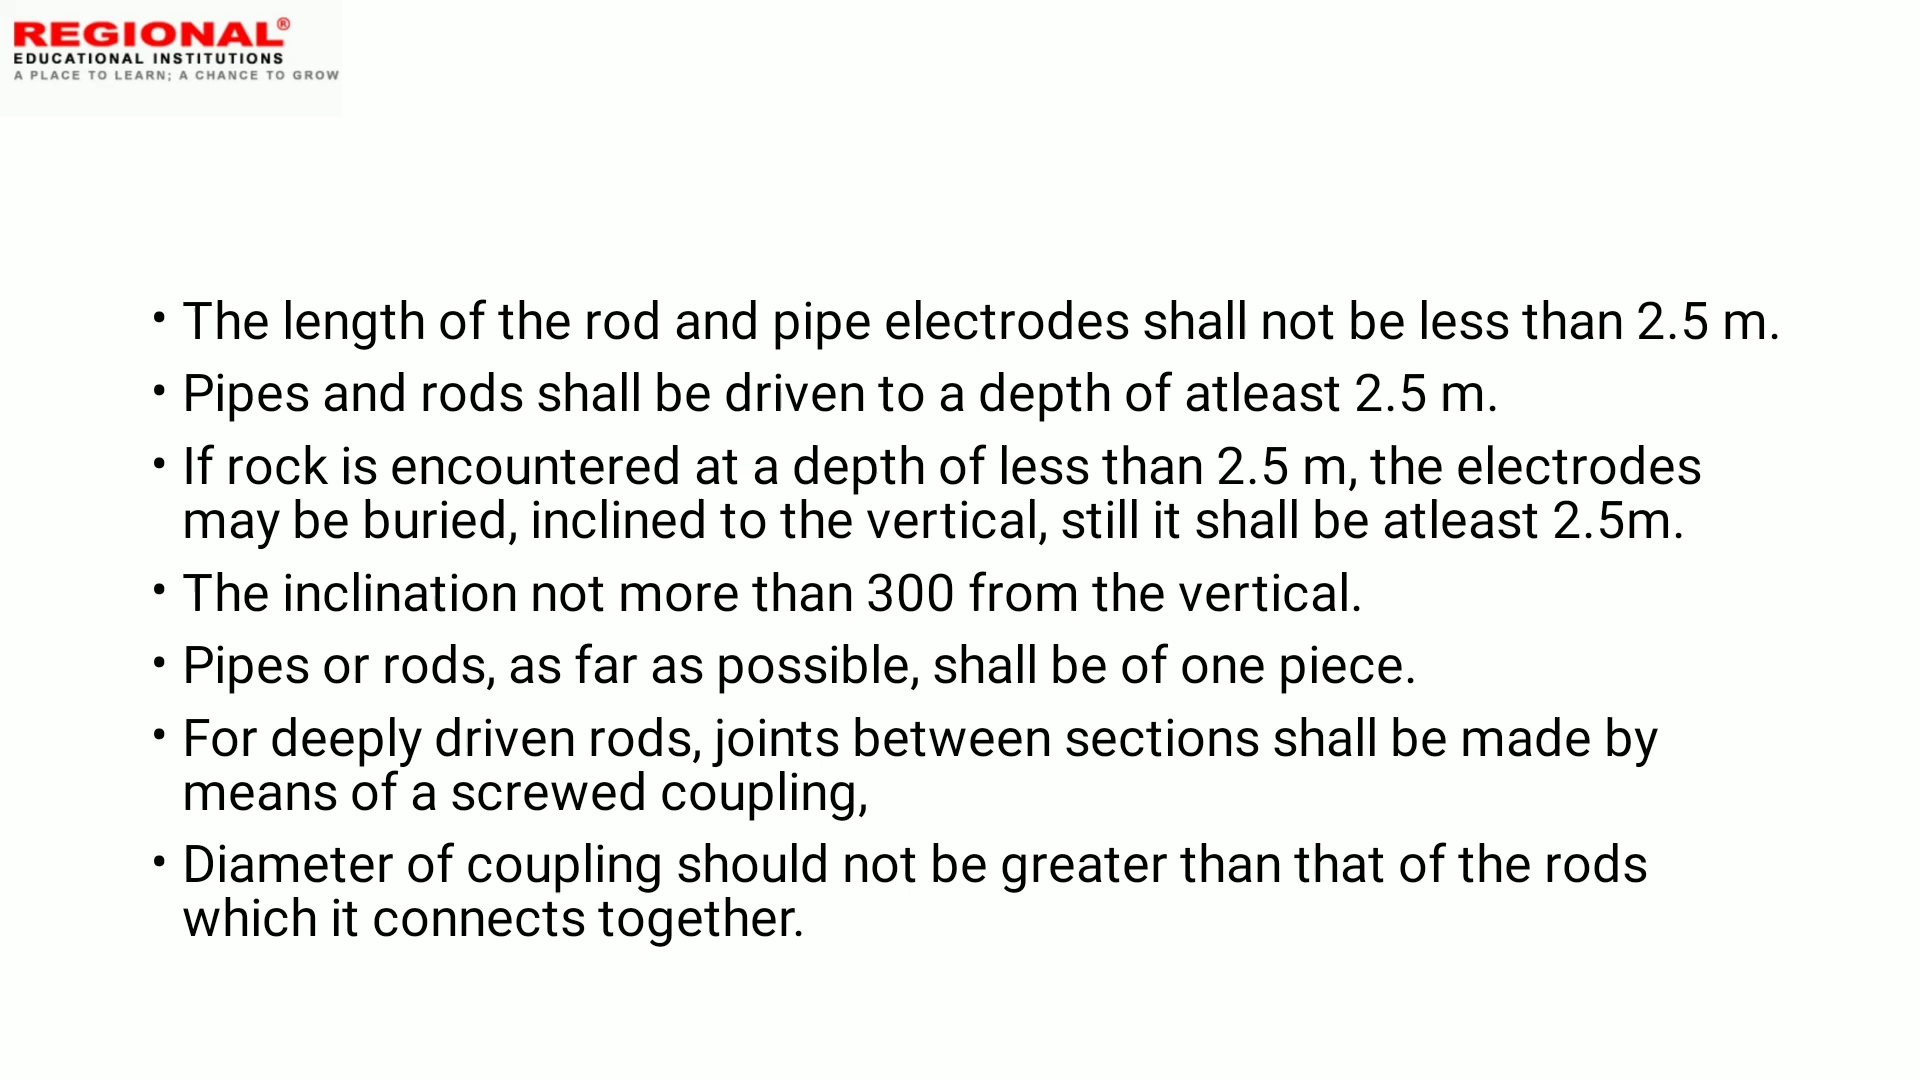 REGIONAL®
EDUCATIONAL INSTITUTIONS
A PLACE TO LEARN; A CHANCE TO GROW
• The length of the rod and pipe electrodes shall not be less than 2.5 m.
• Pipes and rods shall be driven to a depth of atleast 2.5 m.
• If rock is encountered at a depth of less than 2.5 m, the electrodes
may be buried, inclined to the vertical, still it shall be atleast 2.5m.
• The inclination not more than 300 from the vertical.
• Pipes or rods, as far as possible, shall be of one piece.
• For deeply driven rods, joints between sections shall be made by
means of a screwed coupling,
• Diameter of coupling should not be greater than that of the rods
which it connects together.